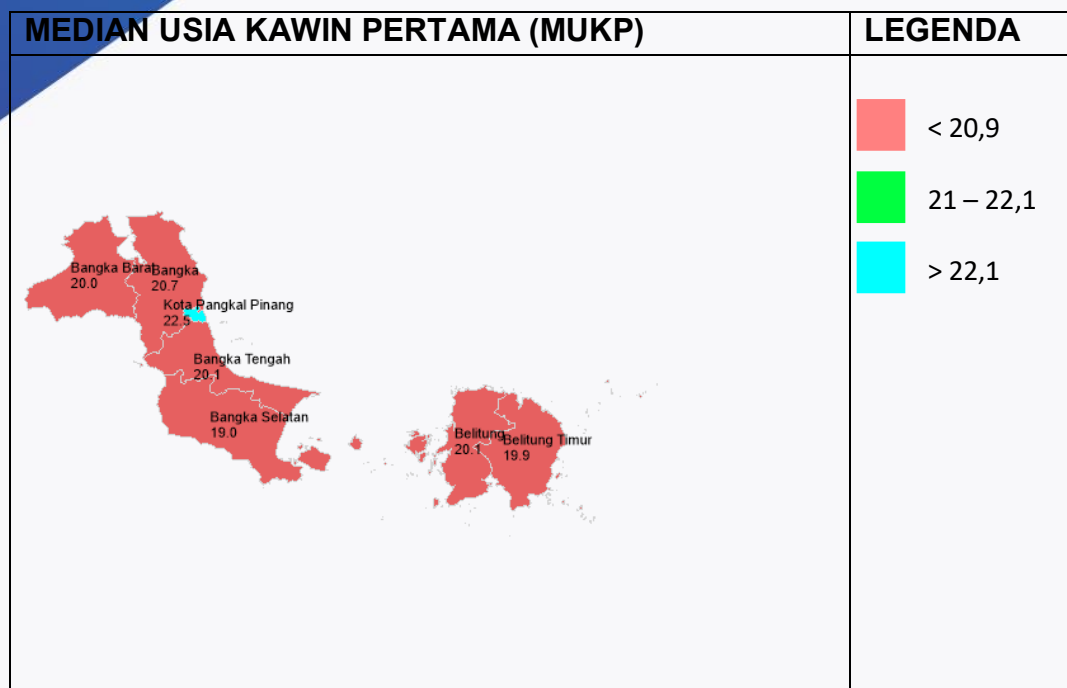 MEDIAN USIA KAWIN PERTAMA (MUKP)
LEGENDA
< 20,9
21 – 22,1
> 22,1
Bangka Barat
20.0
Bangka
20.7
Kota Pangkal Pinang
22.5
Bangka Tengah
20.1
Bangka Selatan
19.0
Belitung
20.1
Belitung Timur
19.9